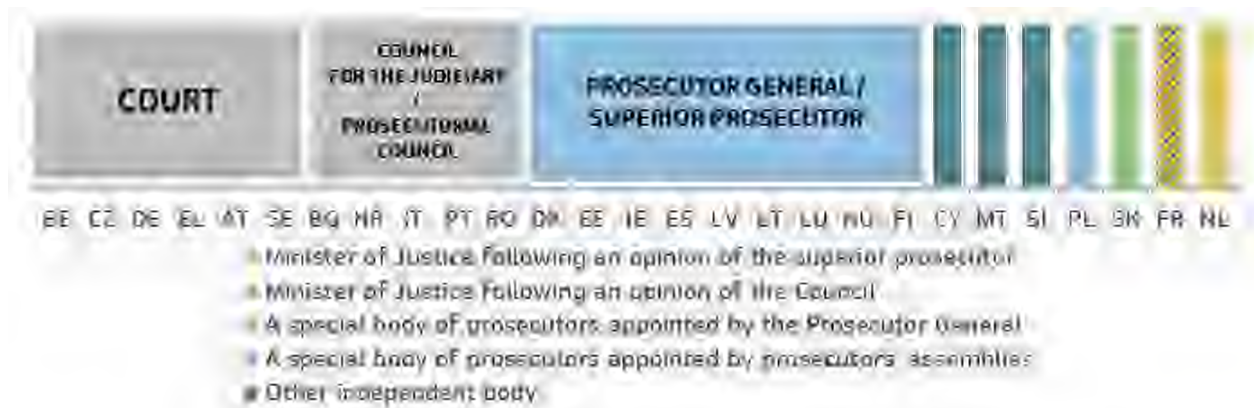 COURT
COUNCIL
FOR THE JUDICIARY
/
PROSECUTORIAL
COUNCIL
PROSECUTOR GENERAL /
SUPERIOR PROSECUTOR
BE CZ DE EL AT SE BG HR IT PT RO DK EE IE ES LV LT LU HU FI CY MT SI PL SK FR NL
Minister of Justice following an opinion of the superior prosecutor
Minister of Justice following an opinion of the Council
A special body of prosecutors appointed by the Prosecutor General
A special body of prosecutors appointed by prosecutors' assemblies
Other independent body